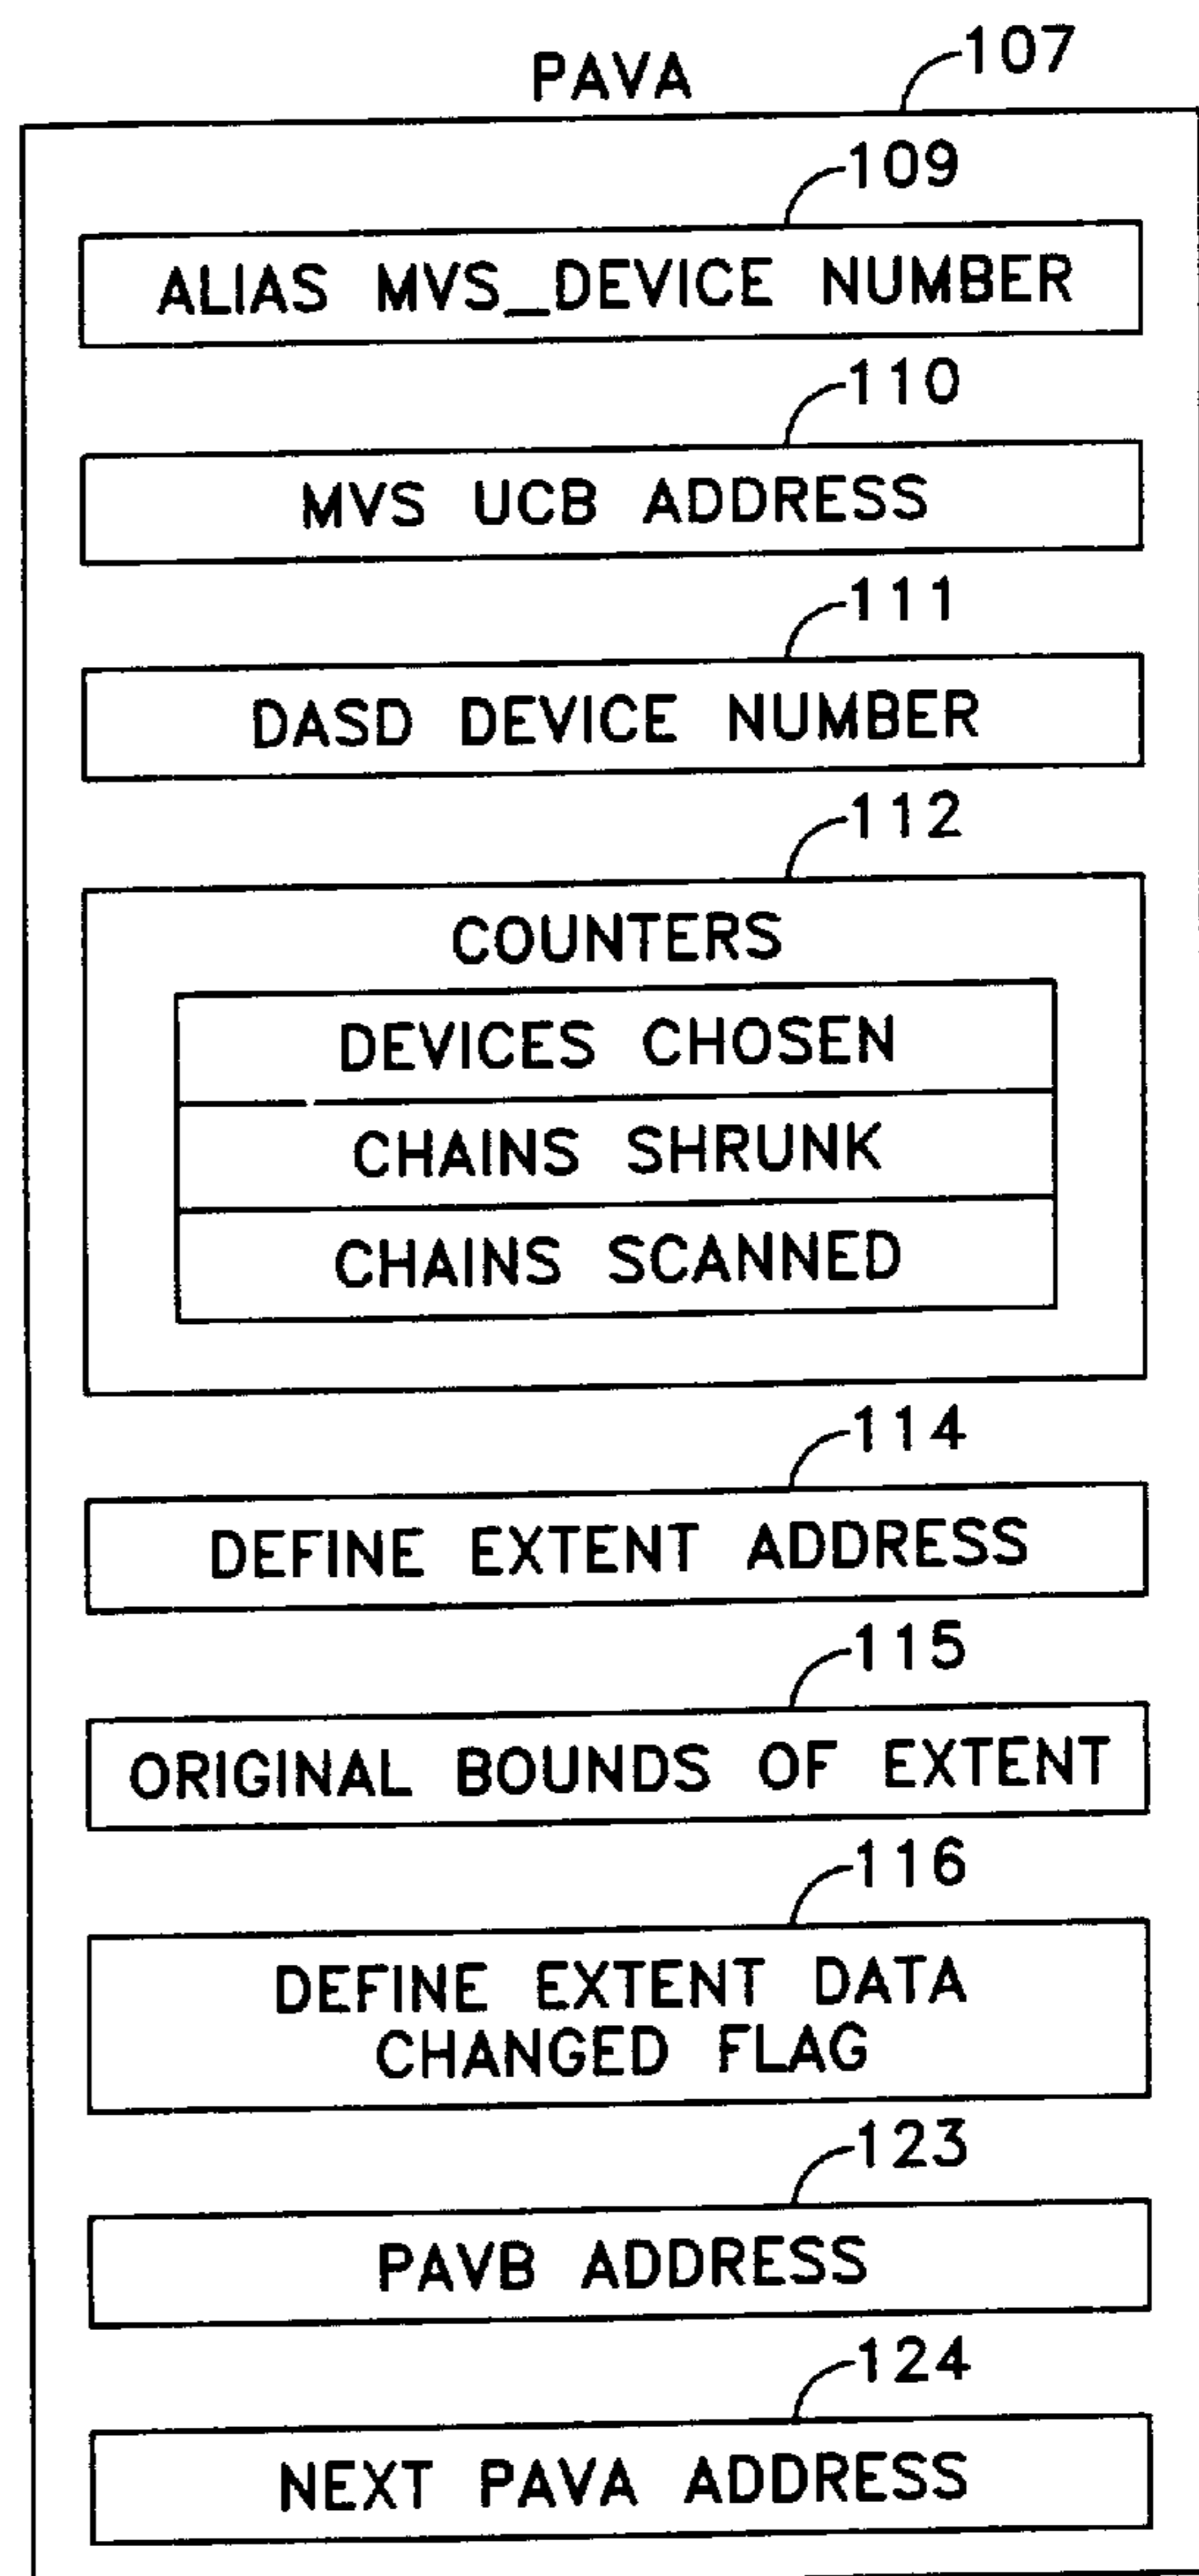 PAVA
107
109
ALIAS MVS_DEVICE NUMBER
110
MVS UCB ADDRESS
111
DASD DEVICE NUMBER
112
COUNTERS
DEVICES CHOSEN
CHAINS SHRUNK
CHAINS SCANNED
114
DEFINE EXTENT ADDRESS
115
ORIGINAL BOUNDS OF EXTENT
116
DEFINE EXTENT DATA
CHANGED FLAG
123
PAVB ADDRESS
124
NEXT PAVA ADDRESS